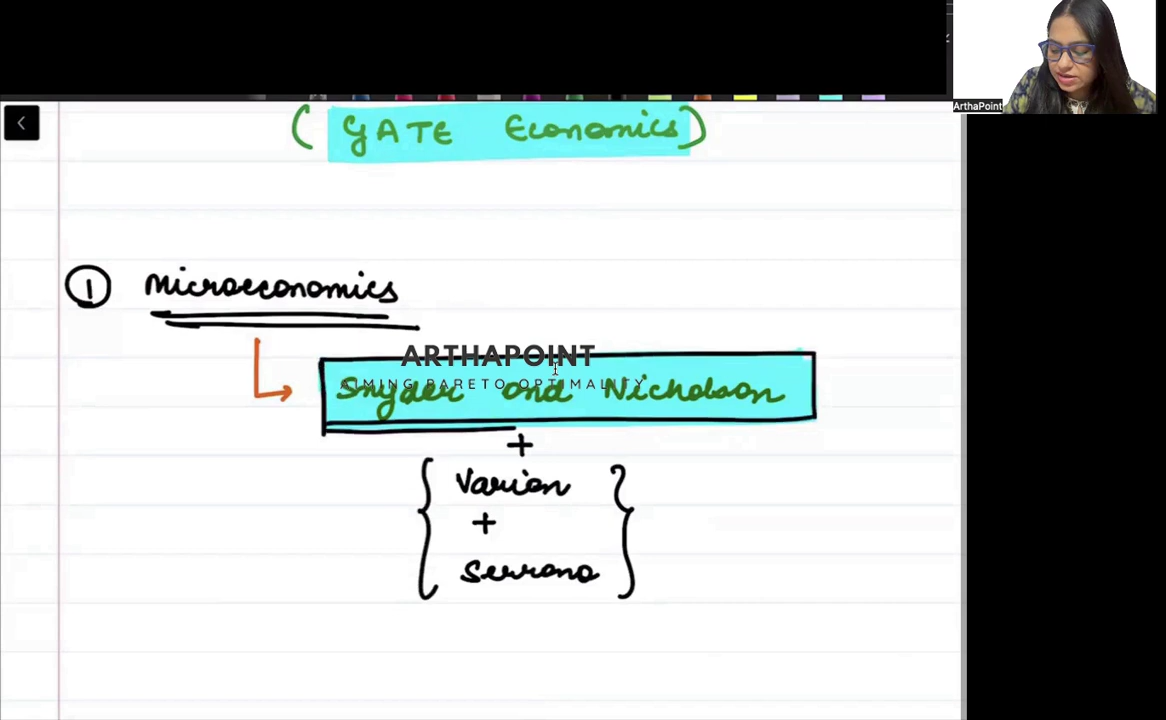 ArthaPoint
(GATE Economics)
① Microeconomics
ARTHAPOINT
AIMING PARETO OPTIMALITY
Snyder and Nicholson
+
{ Varian }
+
Serrano